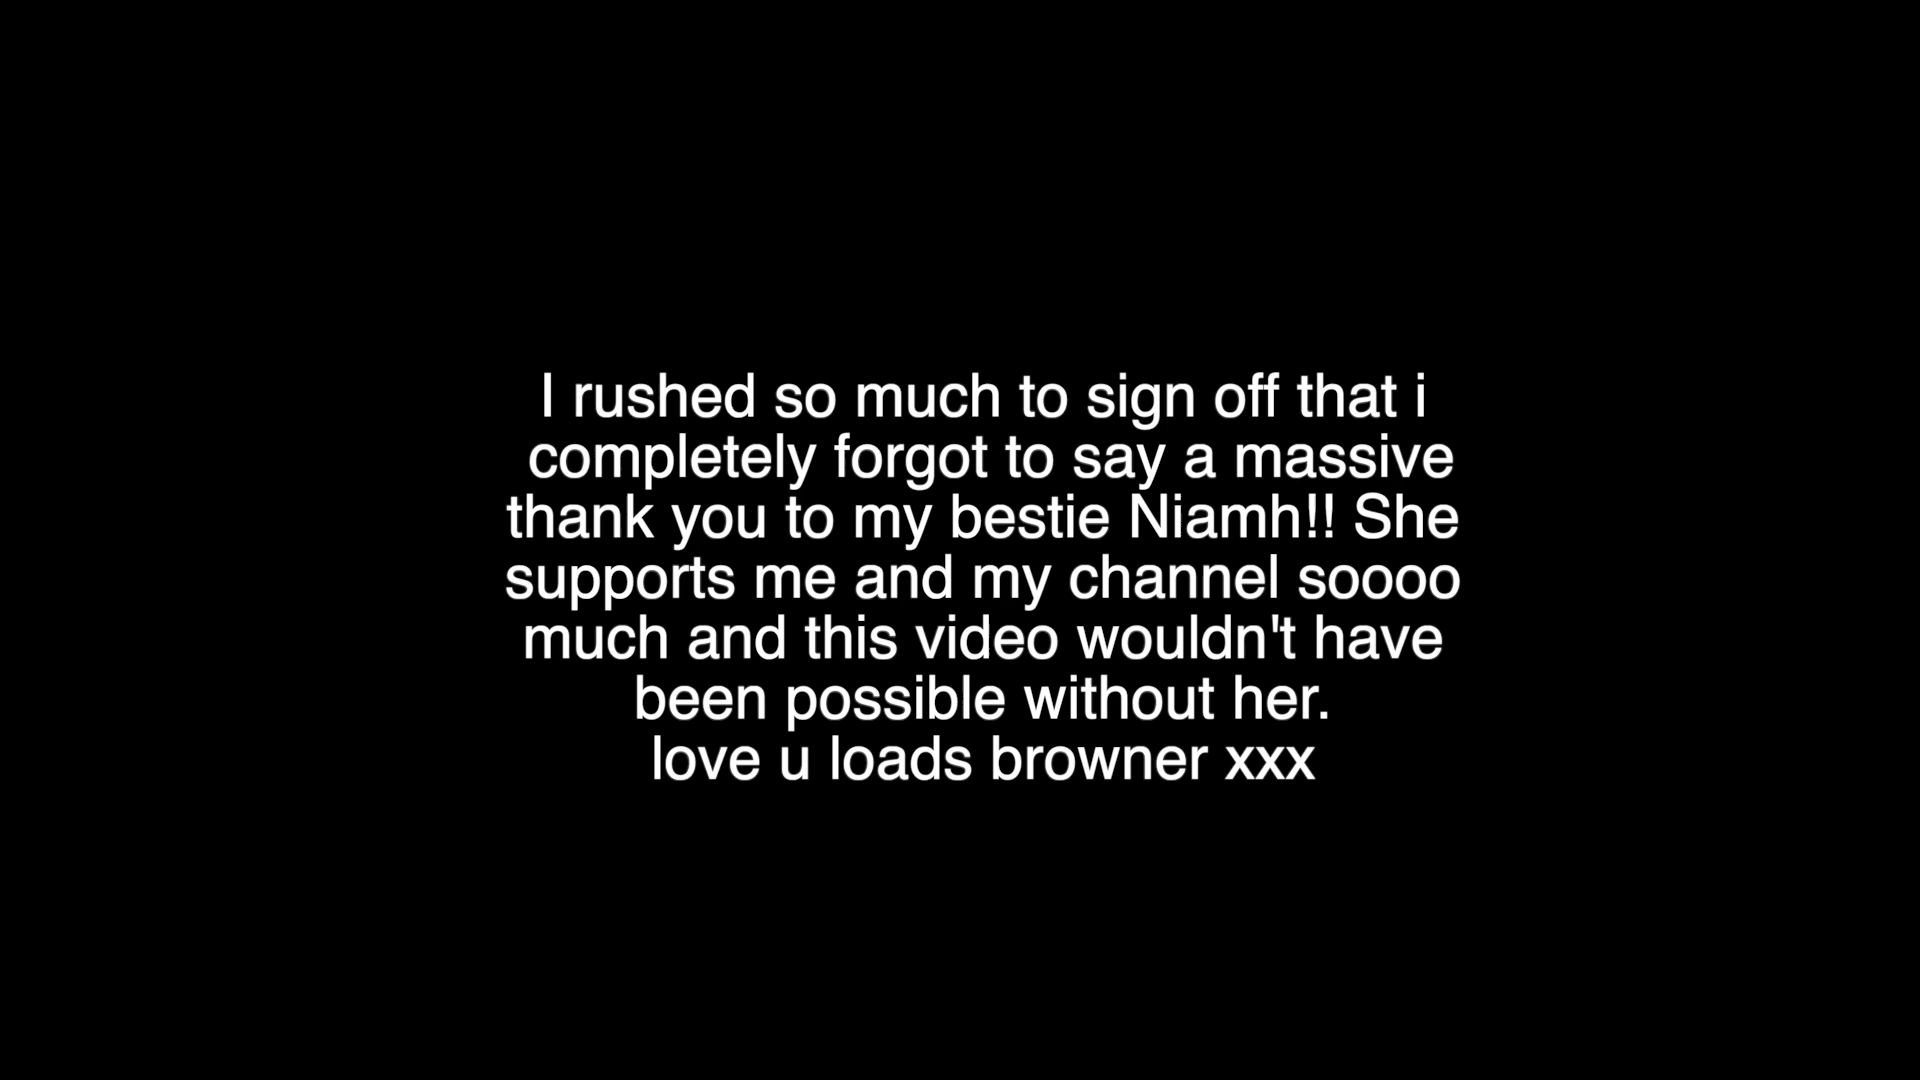 I rushed so much to sign off that i
completely forgot to say a massive
thank you to my bestie Niamh!! She
supports me and my channel soooo
much and this video wouldn't have
been possible without her.
love u loads browner xxx